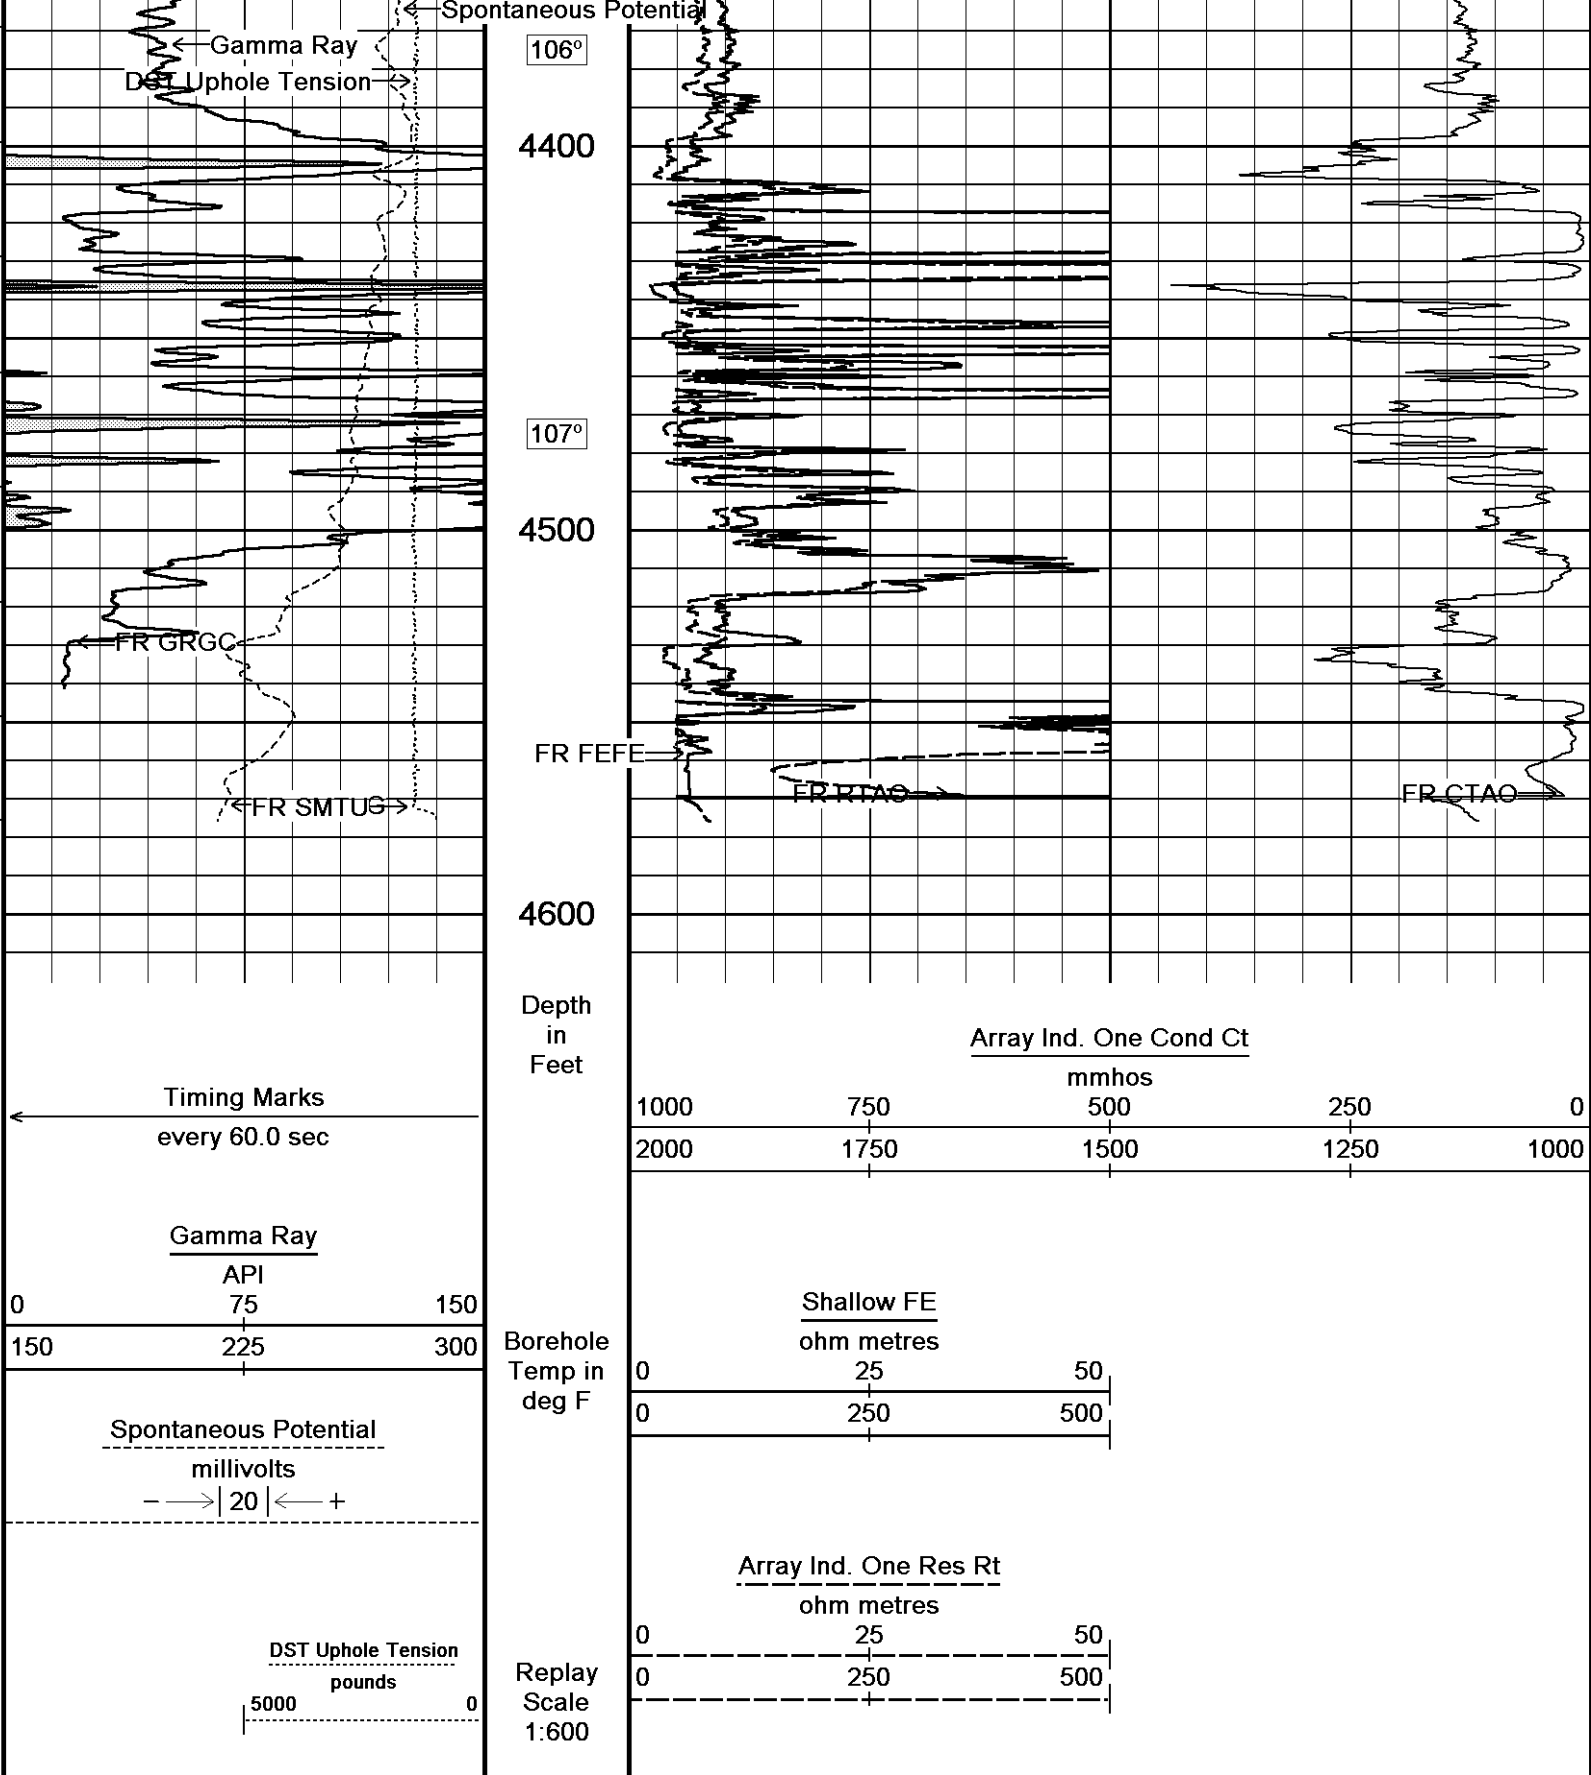 Spontaneous Potential
Gamma Ray
106º
DST Uphole Tension
4400
107º
4500
FR GRGC
FR FEFE
FR RTAO
FR CTAO
FR SMTUG
4600
Depth
in
Feet
Array Ind. One Cond Ct
mmhos
1000 750 500 250 0
2000 1750 1500 1250 1000
Timing Marks
every 60.0 sec
Gamma Ray
API
0 75 150
150 225 300
Borehole
Temp in
deg F
Shallow FE
ohm metres
0 25 50
0 250 500
Spontaneous Potential
millivolts
− 20 +
Array Ind. One Res Rt
ohm metres
0 25 50
0 250 500
DST Uphole Tension
pounds
5000 0
Replay
Scale
1:600